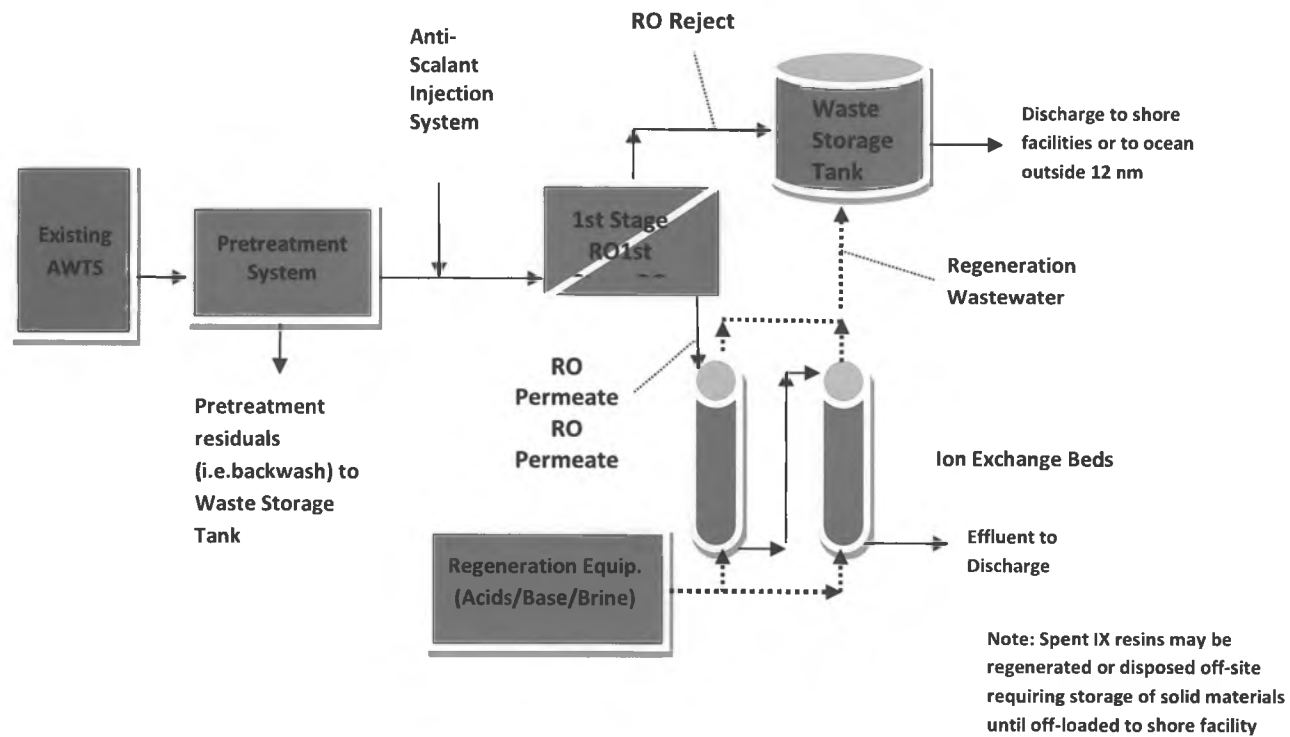 RO Reject
Anti-
Scalant
Injection
System
Waste
Storage
Tank
Discharge to shore
facilities or to ocean
outside 12 nm
Existing
AWTS
Pretreatment
System
1st Stage
RO1st
Regeneration
Wastewater
RO
Permeate
RO
Permeate
Pretreatment
residuals
(i.e.backwash) to
Waste Storage
Tank
Ion Exchange Beds
Effluent to
Discharge
Regeneration Equip.
(Acids/Base/Brine)
Note: Spent IX resins may be
regenerated or disposed off-site
requiring storage of solid materials
until off-loaded to shore facility